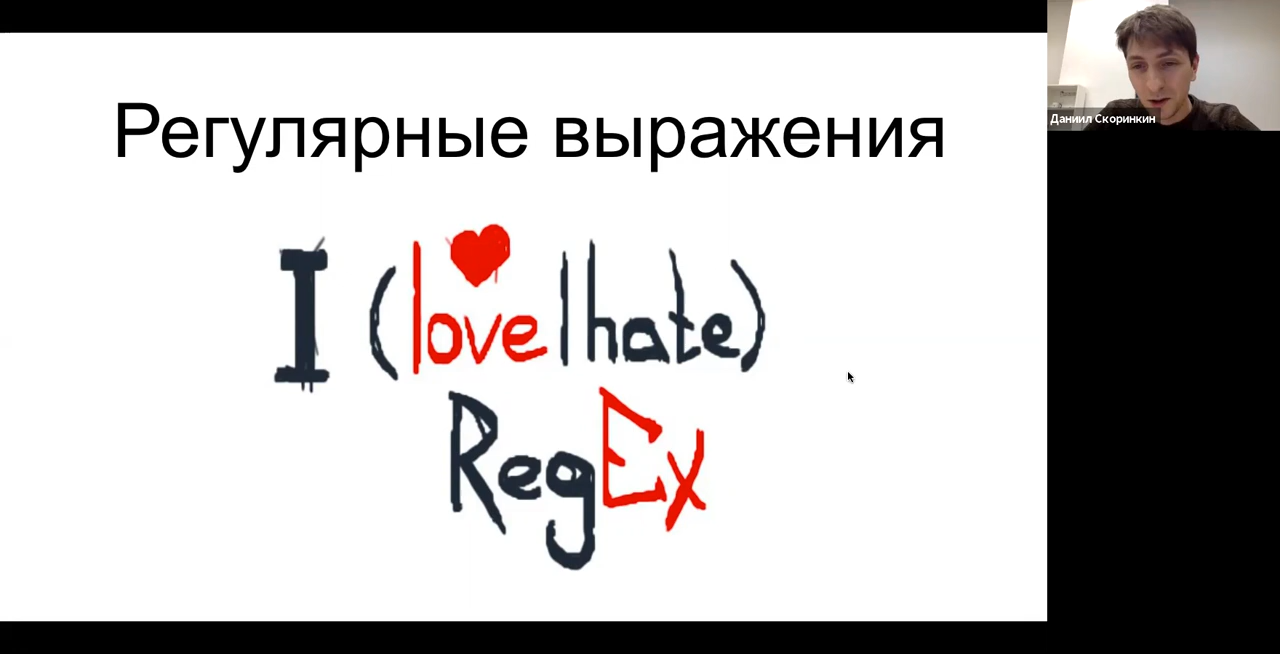 Регулярные выражения
I (love|hate)
RegEx
Даниил Скоринкин